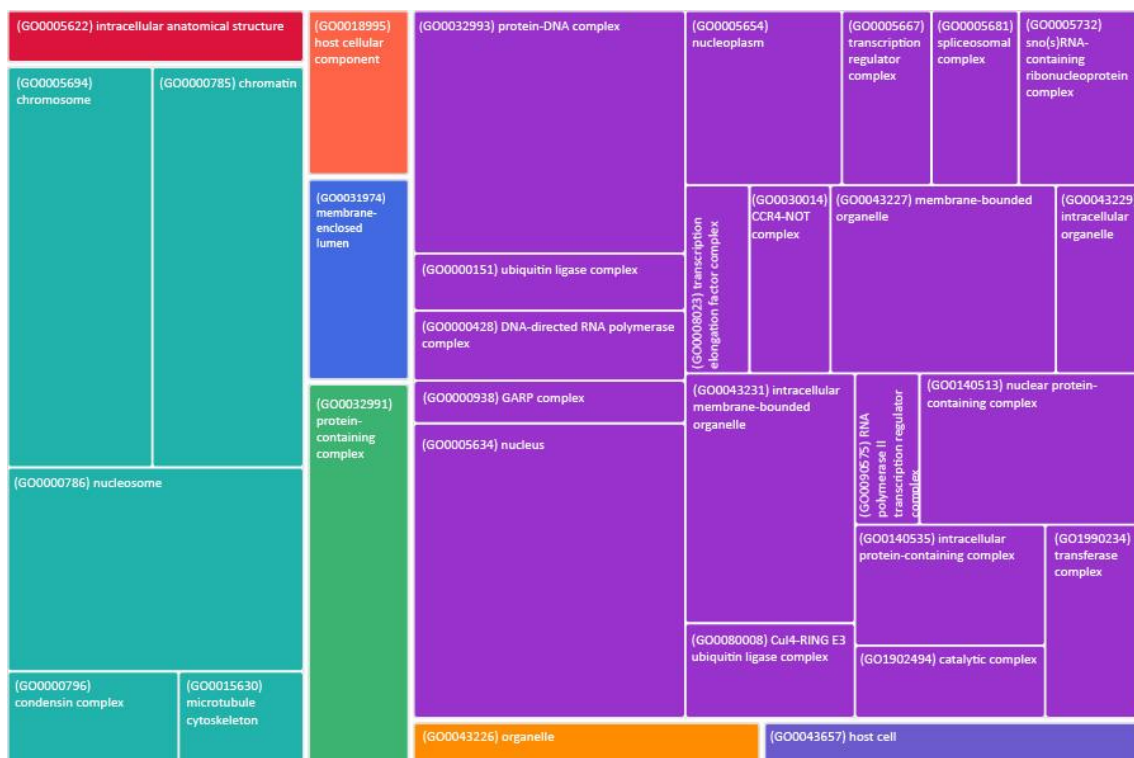 (GO0005622) intracellular anatomical structure
(GO0005694)
chromosome
(GO0000785) chromatin
(GO0000786) nucleosome
(GO0000796)
condensin complex
(GO0015630)
microtubule
cytoskeleton
(GO0018995)
host cellular
component
(GO0031974)
membrane-
enclosed
lumen
(GO0032991)
protein-
containing
complex
(GO0032993) protein-DNA complex
(GO0000151) ubiquitin ligase complex
(GO0000428) DNA-directed RNA polymerase
complex
(GO0000938) GARP complex
(GO0005634) nucleus
(GO0005654)
nucleoplasm
(GO0005667)
transcription
regulator
complex
(GO0005681)
spliceosomal
complex
(GO0005732)
sno(s)RNA-
containing
ribonucleoprotein
complex
(GO0008023) transcription
elongation factor complex
(GO0030014)
CCR4-NOT
complex
(GO0043227) membrane-bounded
organelle
(GO0043229)
intracellular
organelle
(GO0043231) intracellular
membrane-bounded
organelle
(GO0090575) RNA
polymerase II
transcription regulator
complex
(GO0140513) nuclear protein-
containing complex
(GO0140535) intracellular
protein-containing complex
(GO1990234)
transferase
complex
(GO0080008) Cul4-RING E3
ubiquitin ligase complex
(GO1902494) catalytic complex
(GO0043226) organelle
(GO0043657) host cell